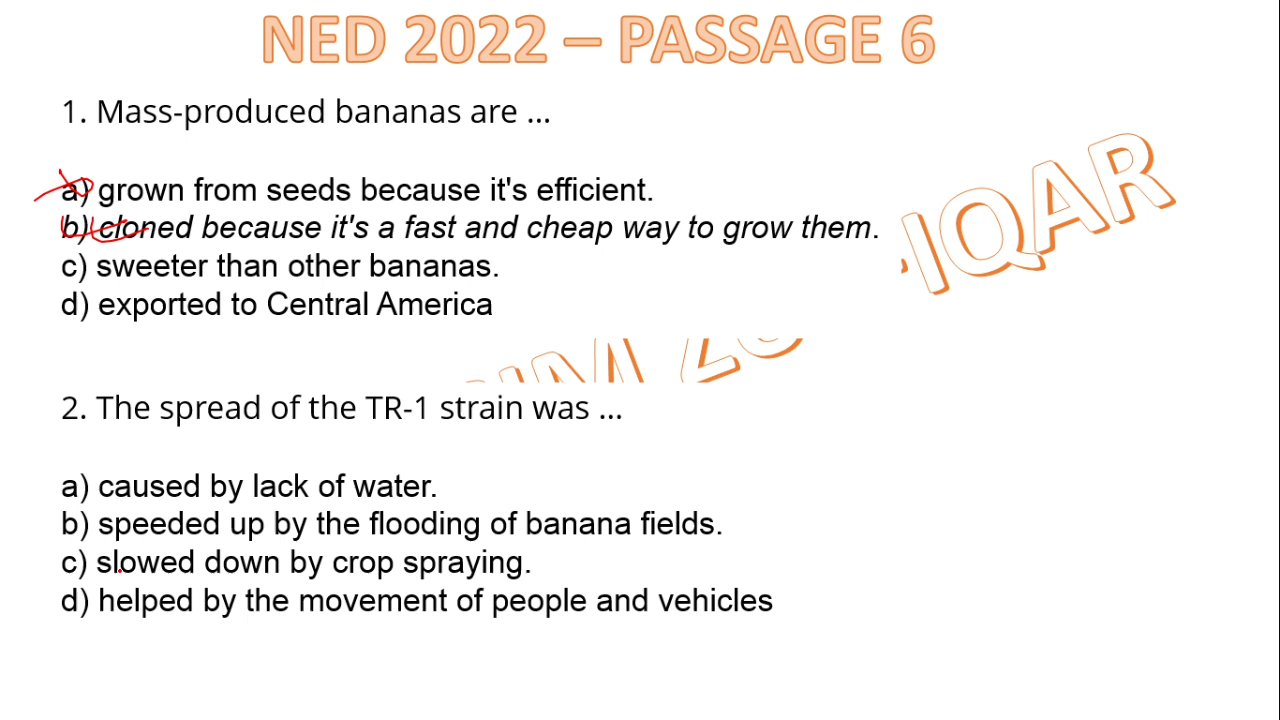 NED 2022 – PASSAGE 6
1. Mass-produced bananas are ...
a) grown from seeds because it's efficient.
b) cloned because it's a fast and cheap way to grow them.
c) sweeter than other bananas.
d) exported to Central America
2. The spread of the TR-1 strain was ...
a) caused by lack of water.
b) speeded up by the flooding of banana fields.
c) slowed down by crop spraying.
d) helped by the movement of people and vehicles